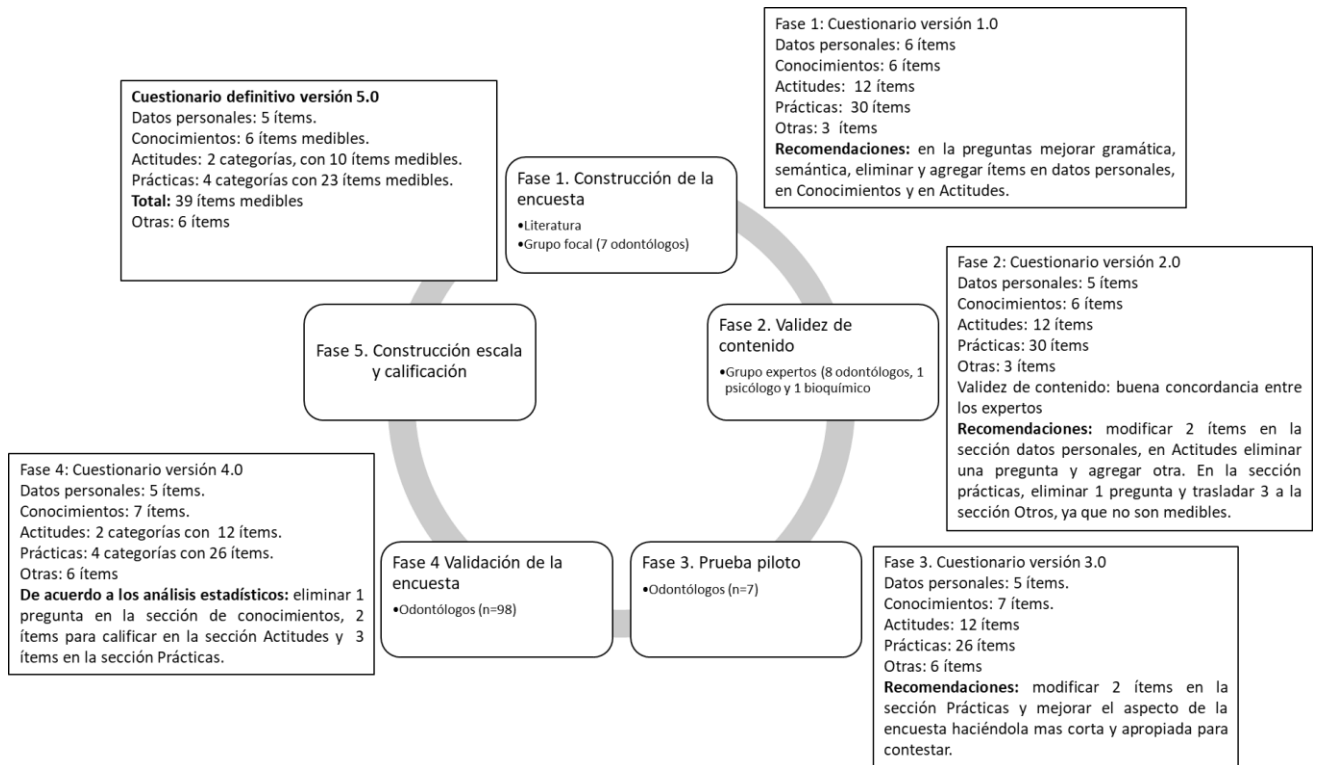 Fase 1: Cuestionario versión 1.0
Datos personales: 6 ítems
Conocimientos: 6 ítems
Actitudes:  12 ítems
Prácticas:  30 ítems
Otras: 3  ítems
Recomendaciones: en la preguntas mejorar gramática,
semántica, eliminar y agregar ítems en datos personales,
en Conocimientos y en Actitudes.
Cuestionario definitivo versión 5.0
Datos personales: 5 ítems.
Conocimientos: 6 ítems medibles.
Actitudes: 2 categorías, con 10 ítems medibles.
Prácticas: 4 categorías con 23 ítems medibles.
Total: 39 ítems medibles
Otras: 6 ítems
Fase 1. Construcción de la
encuesta
•Literatura
•Grupo focal (7 odontólogos)
Fase 2: Cuestionario versión 2.0
Datos personales: 5 ítems
Conocimientos: 6 ítems
Actitudes: 12 ítems
Prácticas: 30 ítems
Otras: 3 ítems
Validez de contenido: buena concordancia entre
los expertos
Recomendaciones: modificar 2 ítems en la
sección datos personales, en Actitudes eliminar
una pregunta y agregar otra. En la sección
prácticas, eliminar 1 pregunta y trasladar 3 a la
sección Otros, ya que no son medibles.
Fase 2. Validez de
contenido
•Grupo expertos (8 odontólogos, 1
psicólogo y 1 bioquímico
Fase 5. Construcción escala
y calificación
Fase 4: Cuestionario versión 4.0
Datos personales: 5 ítems.
Conocimientos: 7 ítems.
Actitudes: 2 categorías con  12 ítems.
Prácticas: 4 categorías con 26 ítems.
Otras: 6 ítems
De acuerdo a los análisis estadísticos: eliminar 1
pregunta en la sección de conocimientos, 2
ítems para calificar en la sección Actitudes y  3
ítems en la sección Prácticas.
Fase 4 Validación de la
encuesta
•Odontólogos (n=98)
Fase 3. Prueba piloto
•Odontólogos (n=7)
Fase 3. Cuestionario versión 3.0
Datos personales: 5 ítems.
Conocimientos: 7 ítems.
Actitudes: 12 ítems
Prácticas: 26 ítems
Otras: 6 ítems
Recomendaciones: modificar 2 ítems en la
sección Prácticas y mejorar el aspecto de la
encuesta haciéndola mas corta y apropiada para
contestar.